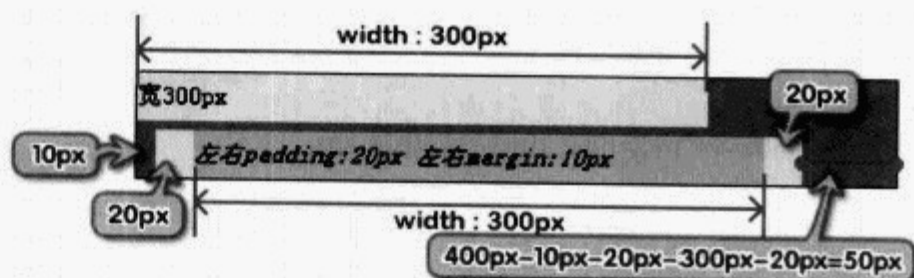 width : 300px
宽300px
20px
10px
左右padding:20px 左右margin:10px
20px
width : 300px
400px-10px-20px-300px-20px=50px